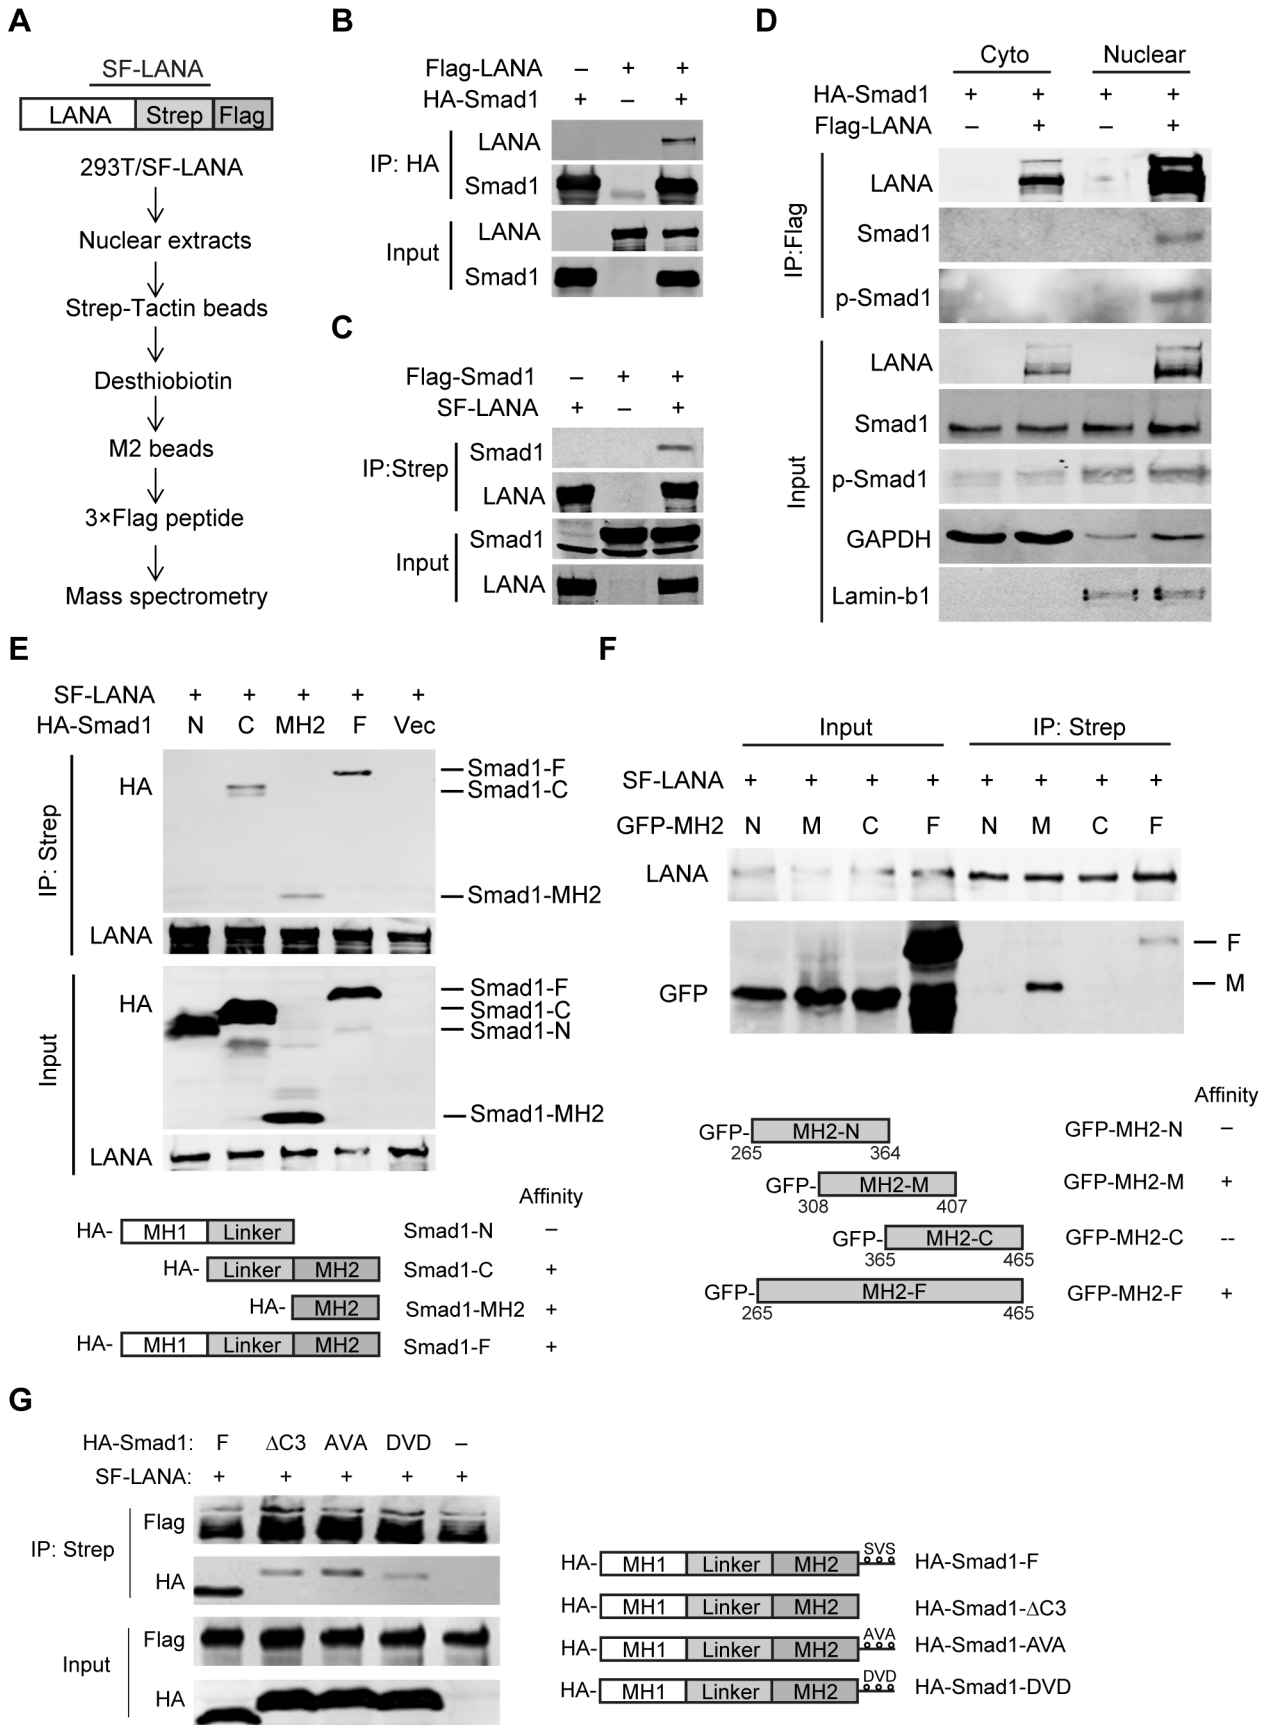 A
SF-LANA
LANA Strep Flag
293T/SF-LANA
Nuclear extracts
Strep-Tactin beads
Desthiobiotin
M2 beads
3×Flag peptide
Mass spectrometry
B
Flag-LANA – + +
HA-Smad1 + – +
IP: HA
LANA
Smad1
Input
LANA
Smad1
C
Flag-Smad1 – + +
SF-LANA + – +
IP:Strep
Smad1
LANA
Input
Smad1
LANA
D
Cyto Nuclear
HA-Smad1 + + + +
Flag-LANA – + – +
IP:Flag
LANA
Smad1
p-Smad1
Input
LANA
Smad1
p-Smad1
GAPDH
Lamin-b1
E
SF-LANA + + + + +
HA-Smad1 N C MH2 F Vec
IP: Strep
HA
Smad1-F
Smad1-C
Smad1-MH2
LANA
Input
HA
Smad1-F
Smad1-C
Smad1-N
Smad1-MH2
LANA
Affinity
HA- MH1 Linker Smad1-N –
HA- Linker MH2 Smad1-C +
HA- MH2 Smad1-MH2 +
HA- MH1 Linker MH2 Smad1-F +
F
Input IP: Strep
SF-LANA + + + + + + + +
GFP-MH2 N M C F N M C F
LANA
GFP
F
M
Affinity
GFP- MH2-N GFP-MH2-N –
265 364
GFP- MH2-M GFP-MH2-M +
308 407
GFP- MH2-C GFP-MH2-C --
365 465
GFP- MH2-F GFP-MH2-F +
265 465
G
HA-Smad1: F ΔC3 AVA DVD –
SF-LANA: + + + + +
IP: Strep
Flag
HA
Input
Flag
HA
SVS
HA- MH1 Linker MH2 HA-Smad1-F
HA- MH1 Linker MH2 HA-Smad1-ΔC3
AVA
HA- MH1 Linker MH2 HA-Smad1-AVA
DVD
HA- MH1 Linker MH2 HA-Smad1-DVD